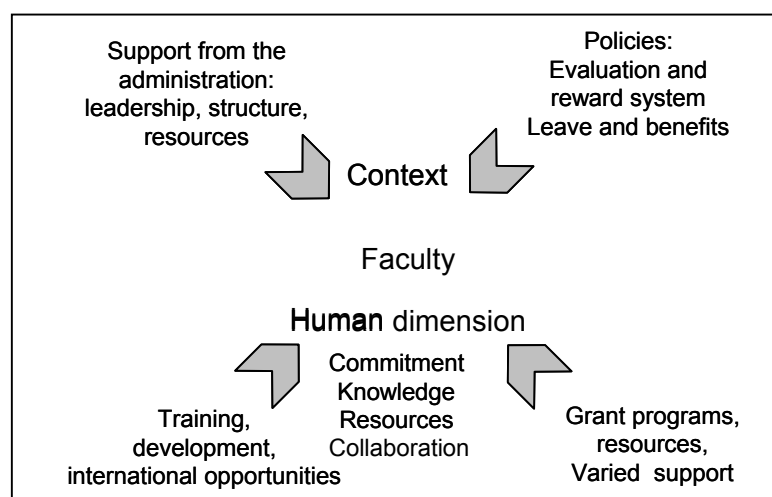 Support from the
administration:
leadership, structure,
resources
Policies:
Evaluation and
reward system
Leave and benefits
Context
Faculty
Human dimension
Commitment
Knowledge
Resources
Collaboration
Training,
development,
international opportunities
Grant programs,
resources,
Varied support